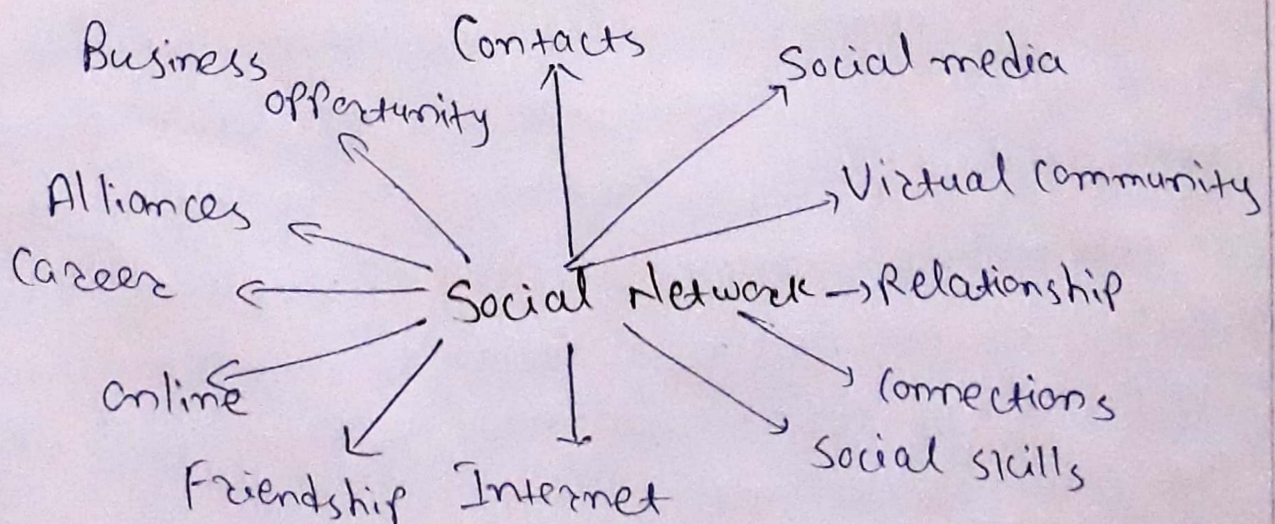 Business
opportunity
Contacts
Social media
Alliances
Virtual Community
Career
Social Network
Relationship
online
Connections
Friendship
Internet
Social skills